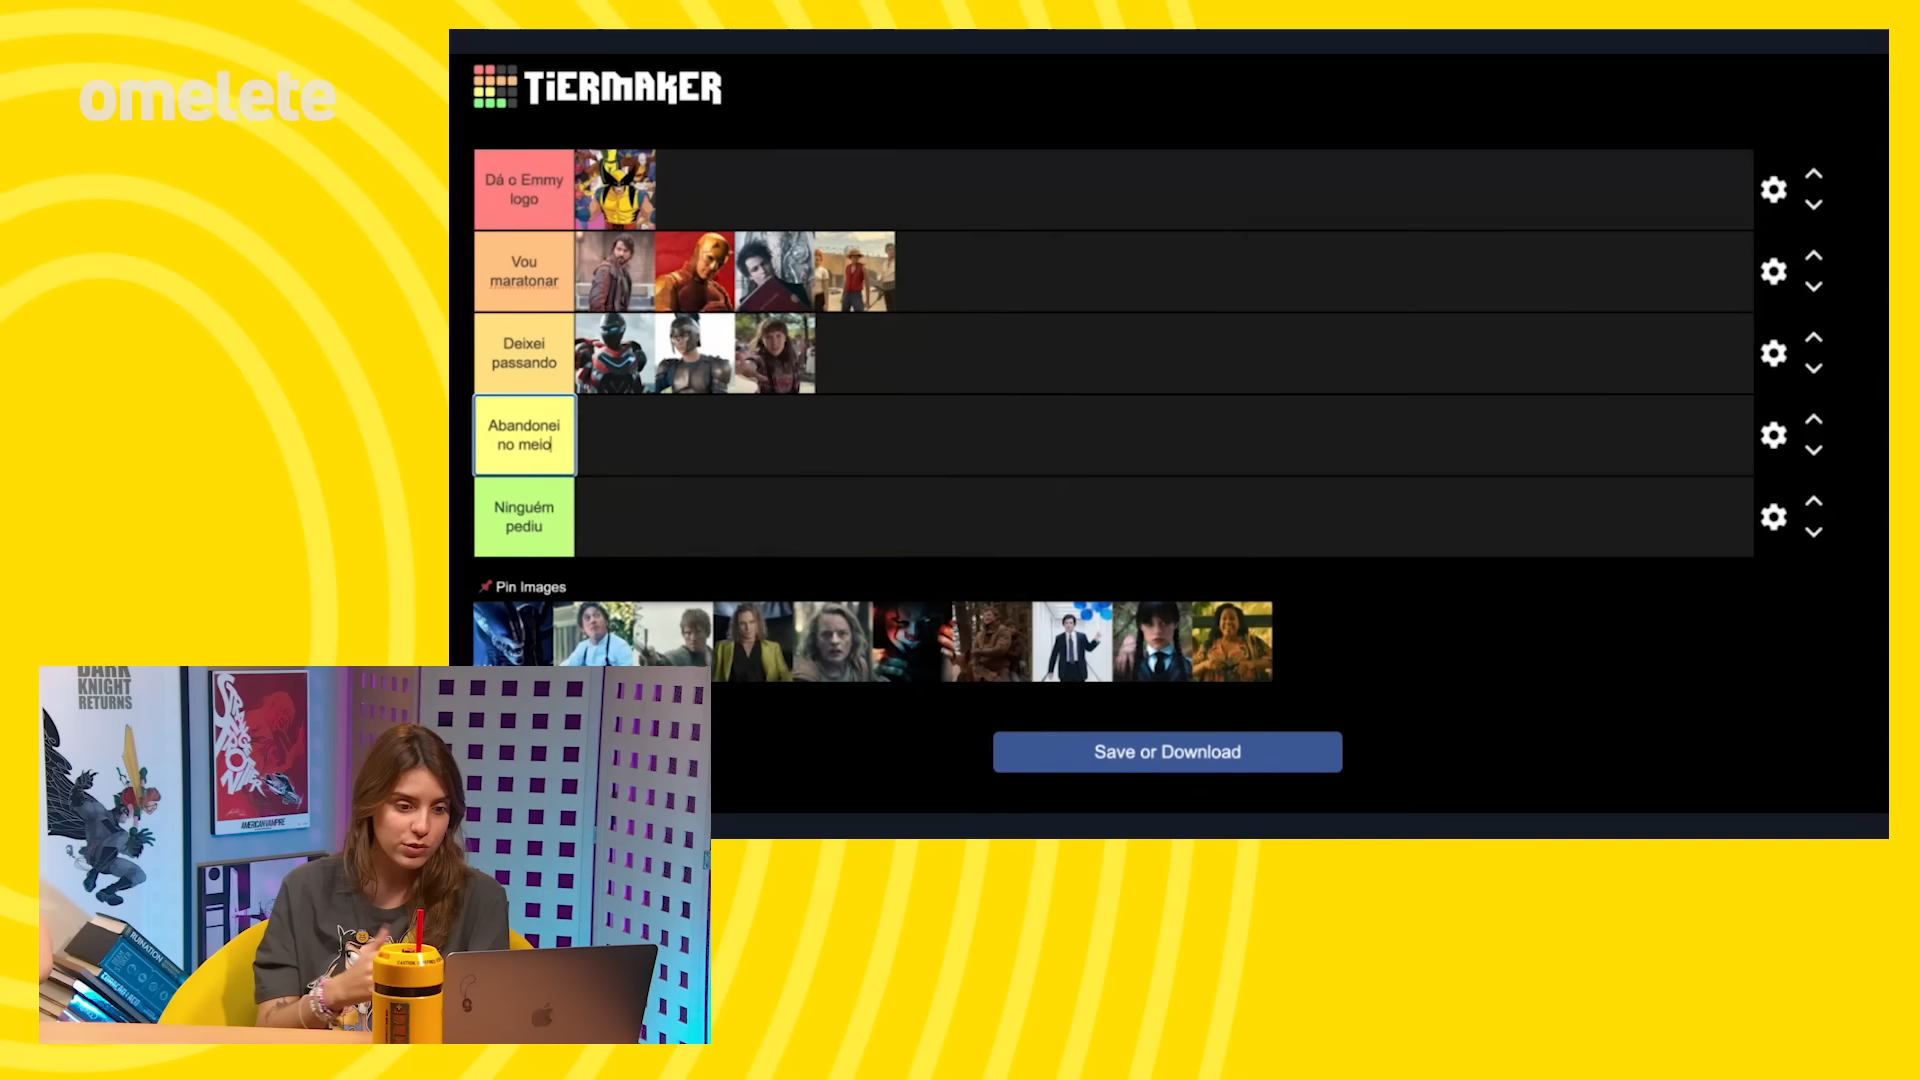 omelete
TiERMAKER
Dá o Emmy
logo
Vou
maratonar
Deixei
passando
Abandonei
no meio
Ninguém
pediu
Pin Images
Save or Download
DARK
KNIGHT
RETURNS
AMERICAN VAMPIRE
RUINATION